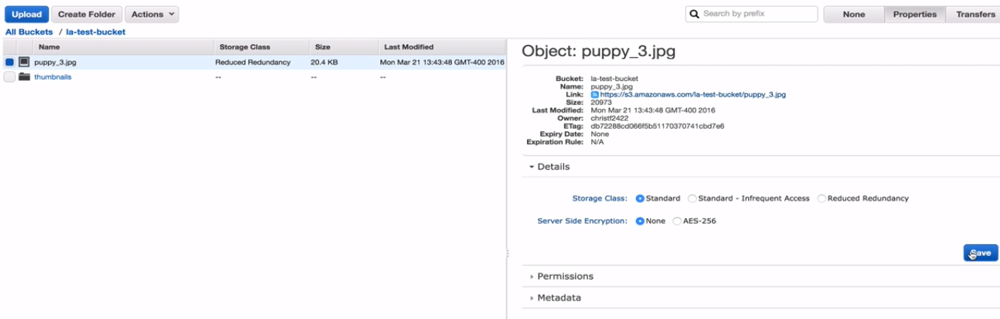 Upload Create Folder Actions Search by prefix None Properties Transfers
All Buckets / la-test-bucket
Name Storage Class Size Last Modified
puppy_3.jpg Reduced Redundancy 20.4 KB Mon Mar 21 13:43:48 GMT-400 2016
thumbnails -- -- --
Object: puppy_3.jpg
Bucket: la-test-bucket
Name: puppy_3.jpg
Link: https://s3.amazonaws.com/la-test-bucket/puppy_3.jpg
Size: 20973
Last Modified: Mon Mar 21 13:43:48 GMT-400 2016
Owner: christf2422
ETag: db72288cd066f5b51170370741cbd7e6
Expiry Date: None
Expiration Rule: N/A
Details
Storage Class: Standard Standard - Infrequent Access Reduced Redundancy
Server Side Encryption: None AES-256
Save
Permissions
Metadata